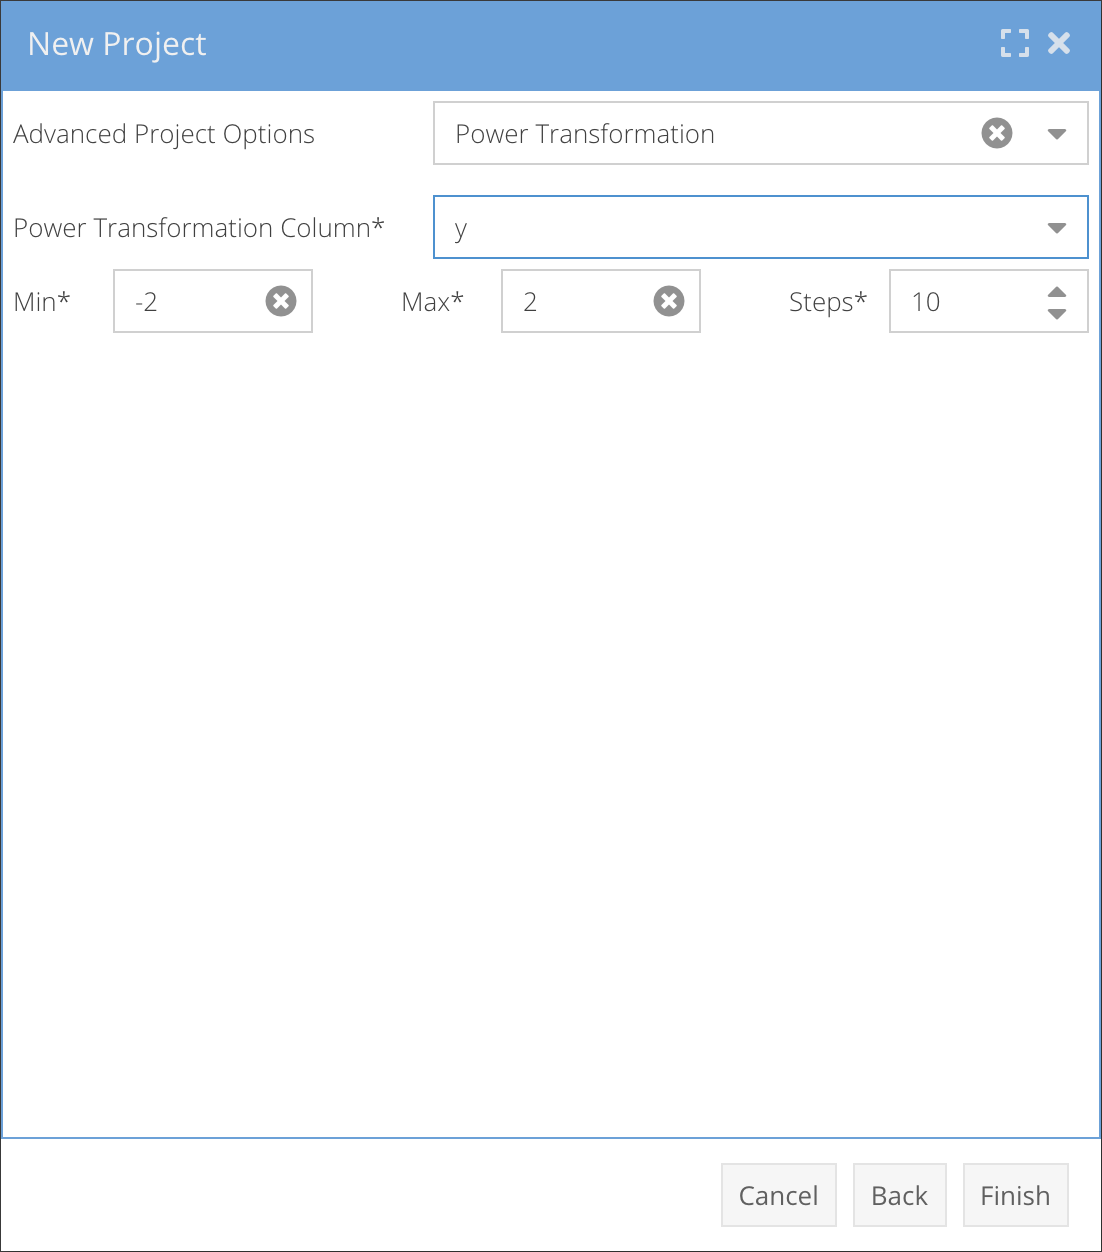 New Project
Advanced Project Options Power Transformation
Power Transformation Column* y
Min* -2 Max* 2 Steps* 10
Cancel Back Finish